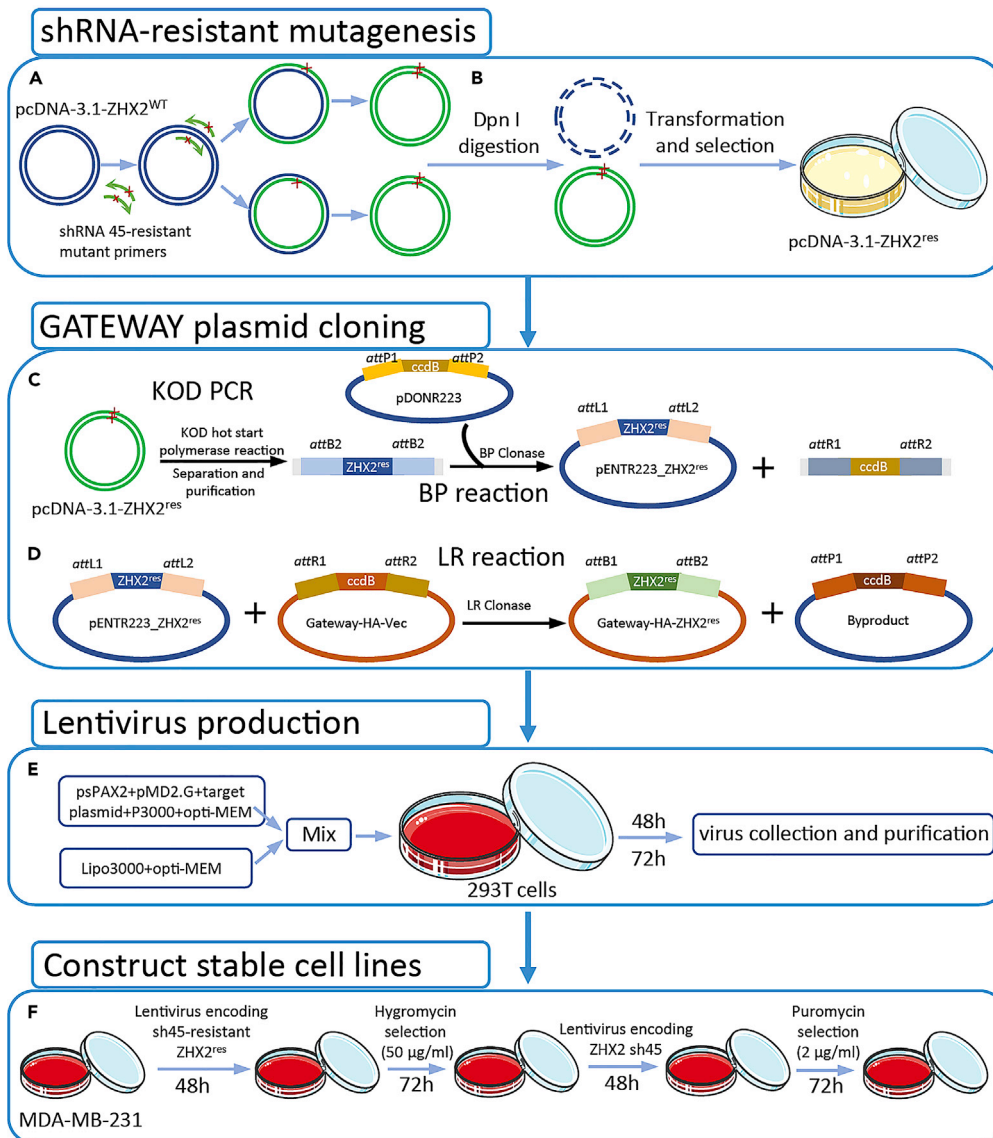 shRNA-resistant mutagenesis
A
pcDNA-3.1-ZHX2WT
shRNA 45-resistant
mutant primers
B
Dpn I
digestion
Transformation
and selection
pcDNA-3.1-ZHX2res
GATEWAY plasmid cloning
C
KOD PCR
pcDNA-3.1-ZHX2res
KOD hot start
polymerase reaction
Separation and
purification
attB2
attB2
ZHX2res
attP1
attP2
ccdB
pDONR223
BP Clonase
BP reaction
attL1
attL2
ZHX2res
pENTR223_ZHX2res
+
attR1
attR2
ccdB
D
LR reaction
attL1
attL2
ZHX2res
pENTR223_ZHX2res
+
attR1
attR2
ccdB
Gateway-HA-Vec
LR Clonase
attB1
attB2
ZHX2res
Gateway-HA-ZHX2res
+
attP1
attP2
ccdB
Byproduct
Lentivirus production
E
psPAX2+pMD2.G+target
plasmid+P3000+opti-MEM
Lipo3000+opti-MEM
Mix
293T cells
48h
72h
virus collection and purification
Construct stable cell lines
F
MDA-MB-231
Lentivirus encoding
sh45-resistant
ZHX2res
48h
Hygromycin
selection
(50 µg/ml)
72h
Lentivirus encoding
ZHX2 sh45
48h
Puromycin
selection
(2 µg/ml)
72h